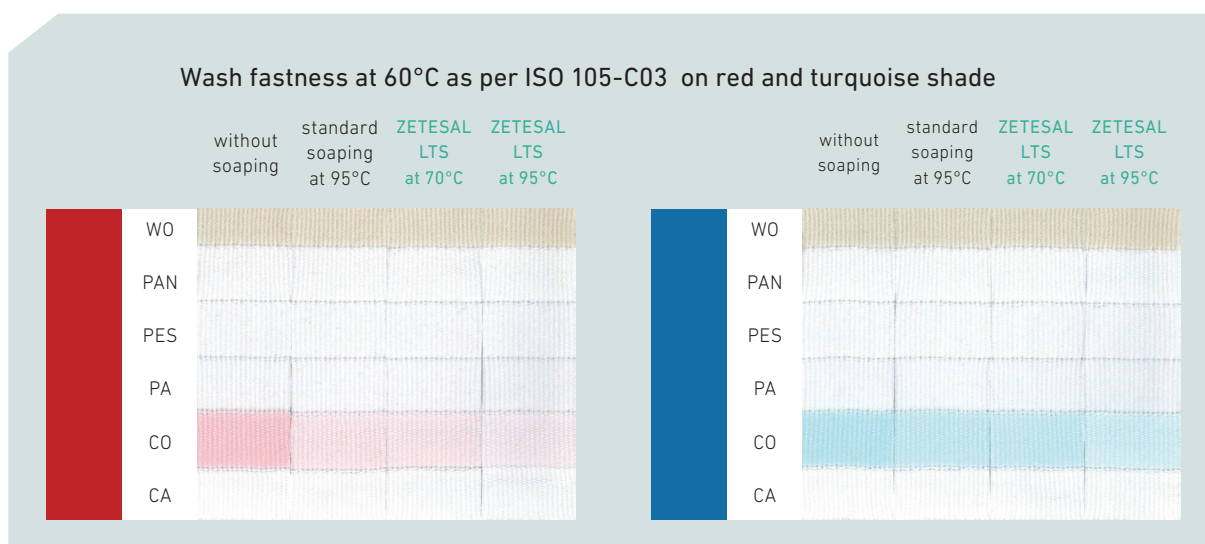 Wash fastness at 60°C as per ISO 105-C03 on red and turquoise shade
without
soaping
standard
soaping
at 95°C
ZETESAL
LTS
at 70°C
ZETESAL
LTS
at 95°C
WO
PAN
PES
PA
CO
CA
without
soaping
standard
soaping
at 95°C
ZETESAL
LTS
at 70°C
ZETESAL
LTS
at 95°C
WO
PAN
PES
PA
CO
CA